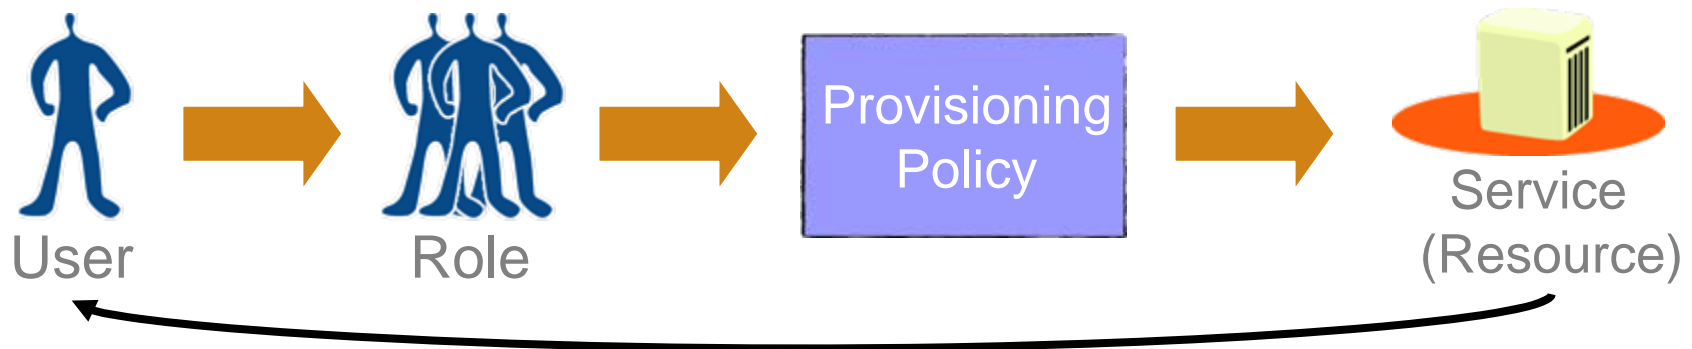 User
Role
Provisioning
Policy
Service
(Resource)